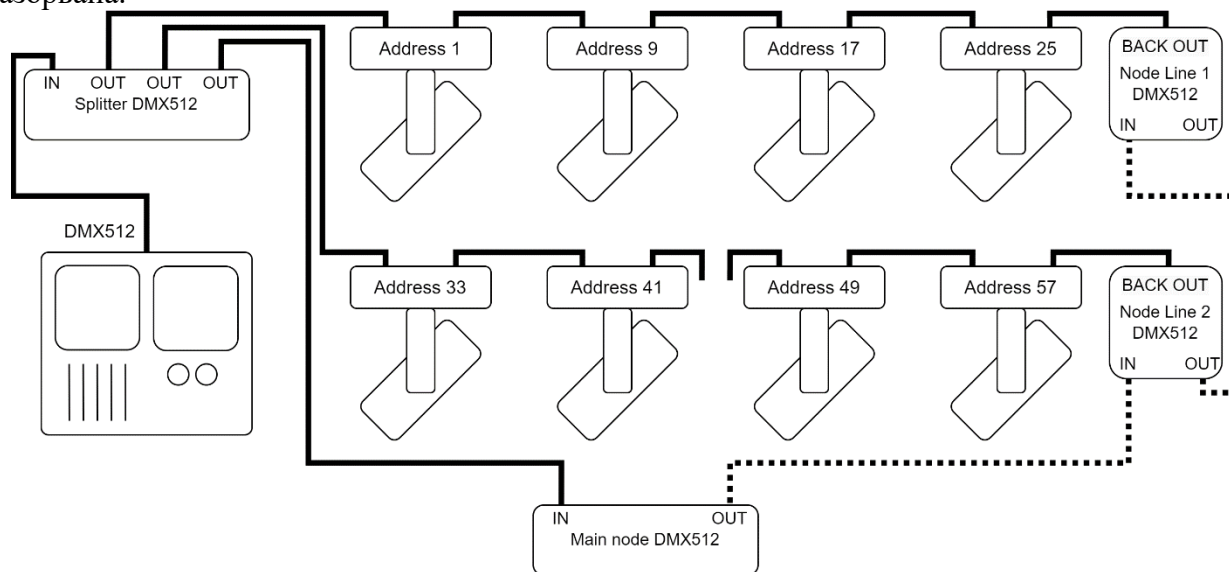 Address 1
Address 9
Address 17
Address 25
BACK OUT
Node Line 1
DMX512
IN OUT
IN OUT OUT OUT
Splitter DMX512
DMX512
Address 33
Address 41
Address 49
Address 57
BACK OUT
Node Line 2
DMX512
IN OUT
IN OUT
Main node DMX512